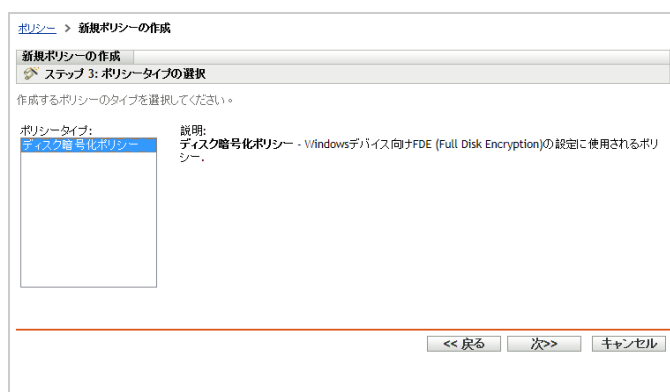 ポリシー > 新規ポリシーの作成
新規ポリシーの作成
ステップ 3: ポリシータイプの選択
作成するポリシーのタイプを選択してください。
ポリシータイプ:
ディスク暗号化ポリシー
説明:
ディスク暗号化ポリシー - Windowsデバイス向けFDE (Full Disk Encryption)の設定に使用されるポリ
シー.
<< 戻る 次>> キャンセル